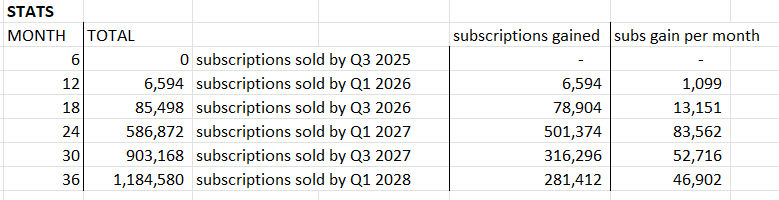 STATS
MONTH TOTAL subscriptions gained subs gain per month
6 0 subscriptions sold by Q3 2025 - -
12 6,594 subscriptions sold by Q1 2026 6,594 1,099
18 85,498 subscriptions sold by Q3 2026 78,904 13,151
24 586,872 subscriptions sold by Q1 2027 501,374 83,562
30 903,168 subscriptions sold by Q3 2027 316,296 52,716
36 1,184,580 subscriptions sold by Q1 2028 281,412 46,902